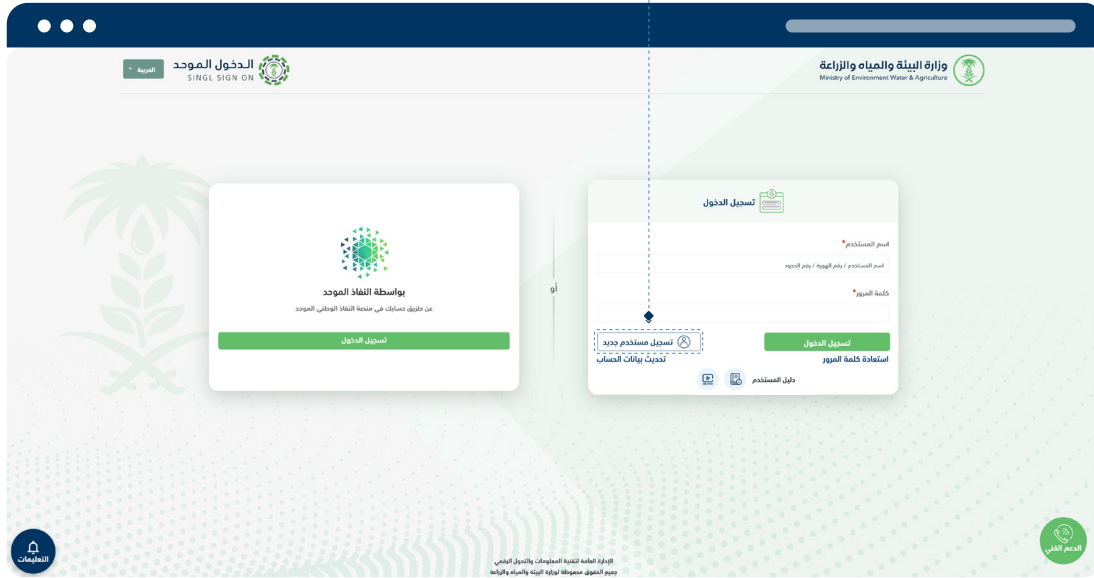 وزارة البيئة والمياه والزراعة
Ministry of Environment Water & Agriculture
الدخول الموحد
SINGL SIGN ON
العربية
تسجيل الدخول
اسم المستخدم*
اسم المستخدم / رقم الهوية / رقم الحدود
كلمة المرور*
تسجيل الدخول
تسجيل مستخدم جديد
استعادة كلمة المرور
تحديث بيانات الحساب
دليل المستخدم
أو
بواسطة النفاذ الموحد
عن طريق حسابك في منصة النفاذ الوطني الموحد
تسجيل الدخول
الدعم الفني
التعليمات
الإدارة العامة لتقنية المعلومات والتحول الرقمي
جميع الحقوق محفوظة لوزارة البيئة والمياه والزراعة